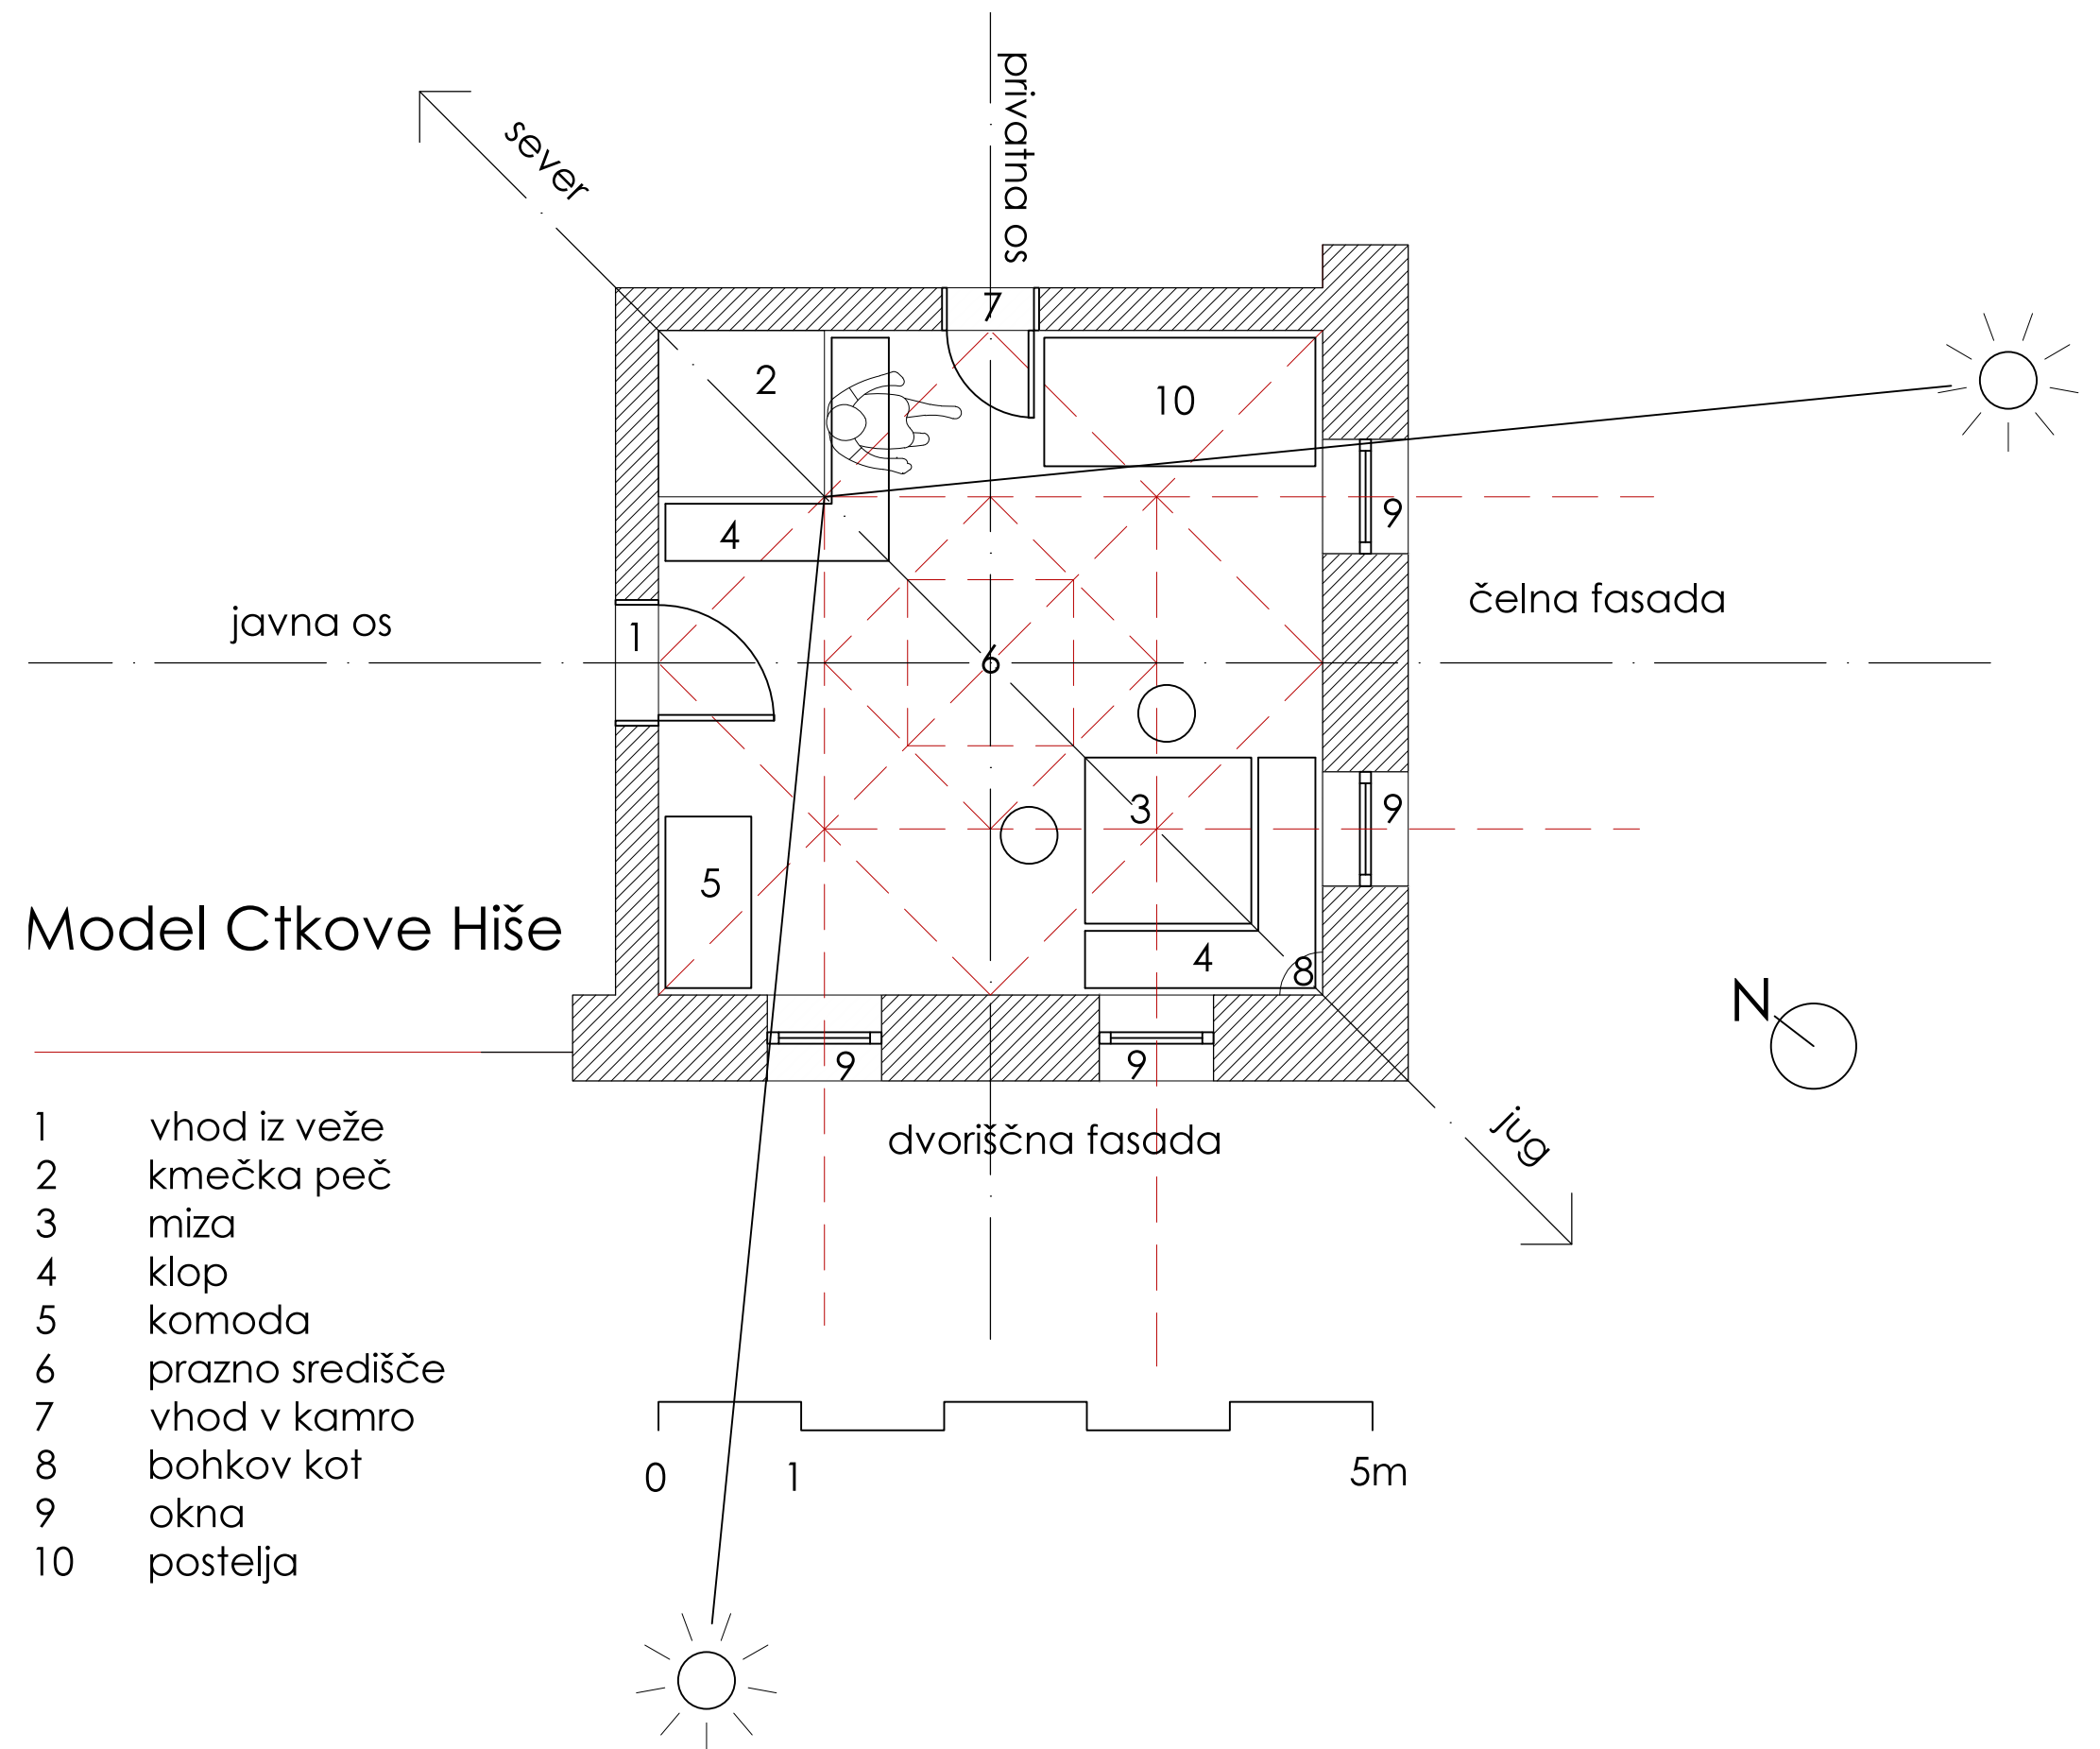 privatna os
sever
7
2
10
9
4
čelna fasada
javna os
1
6
3
9
5
Model Ctkove Hiše
4
8
N
9
9
dvoriščna fasada
jug
1 vhod iz veže
2 kmečka peč
3 miza
4 klop
5 komoda
6 prazno središče
7 vhod v kamro
8 bohkov kot
9 okna
10 postelja
0 1 5m